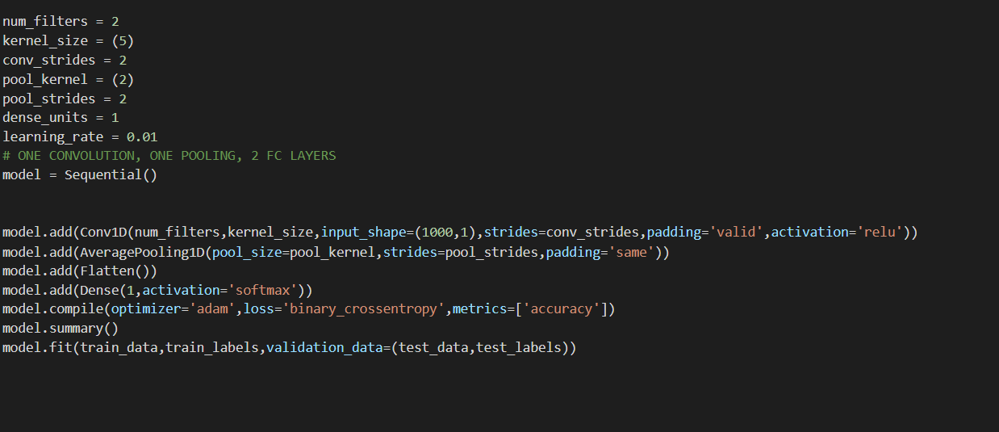 num_filters = 2
kernel_size = (5)
conv_strides = 2
pool_kernel = (2)
pool_strides = 2
dense_units = 1
learning_rate = 0.01
# ONE CONVOLUTION, ONE POOLING, 2 FC LAYERS
model = Sequential()
model.add(Conv1D(num_filters,kernel_size,input_shape=(1000,1),strides=conv_strides,padding='valid',activation='relu'))
model.add(AveragePooling1D(pool_size=pool_kernel,strides=pool_strides,padding='same'))
model.add(Flatten())
model.add(Dense(1,activation='softmax'))
model.compile(optimizer='adam',loss='binary_crossentropy',metrics=['accuracy'])
model.summary()
model.fit(train_data,train_labels,validation_data=(test_data,test_labels))